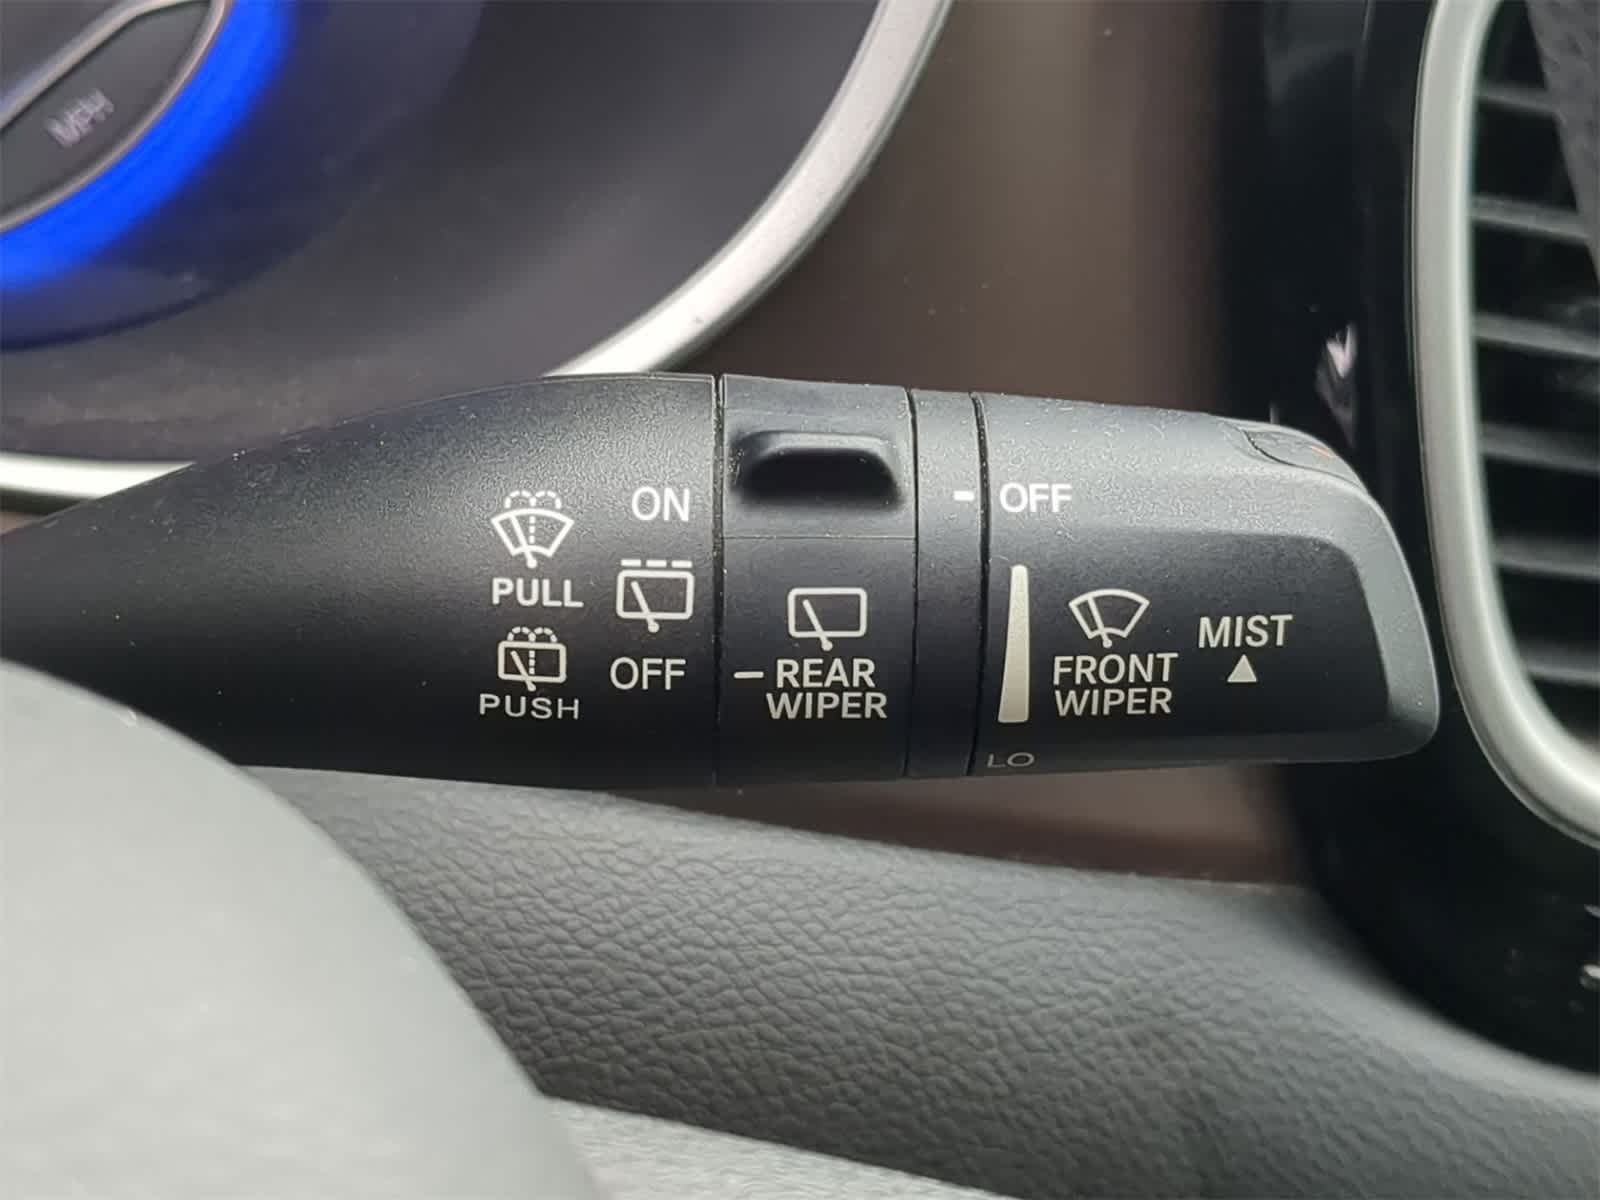 MPH
ON
PULL
OFF
PUSH
- REAR
WIPER
- OFF
FRONT
WIPER
MIST
LO